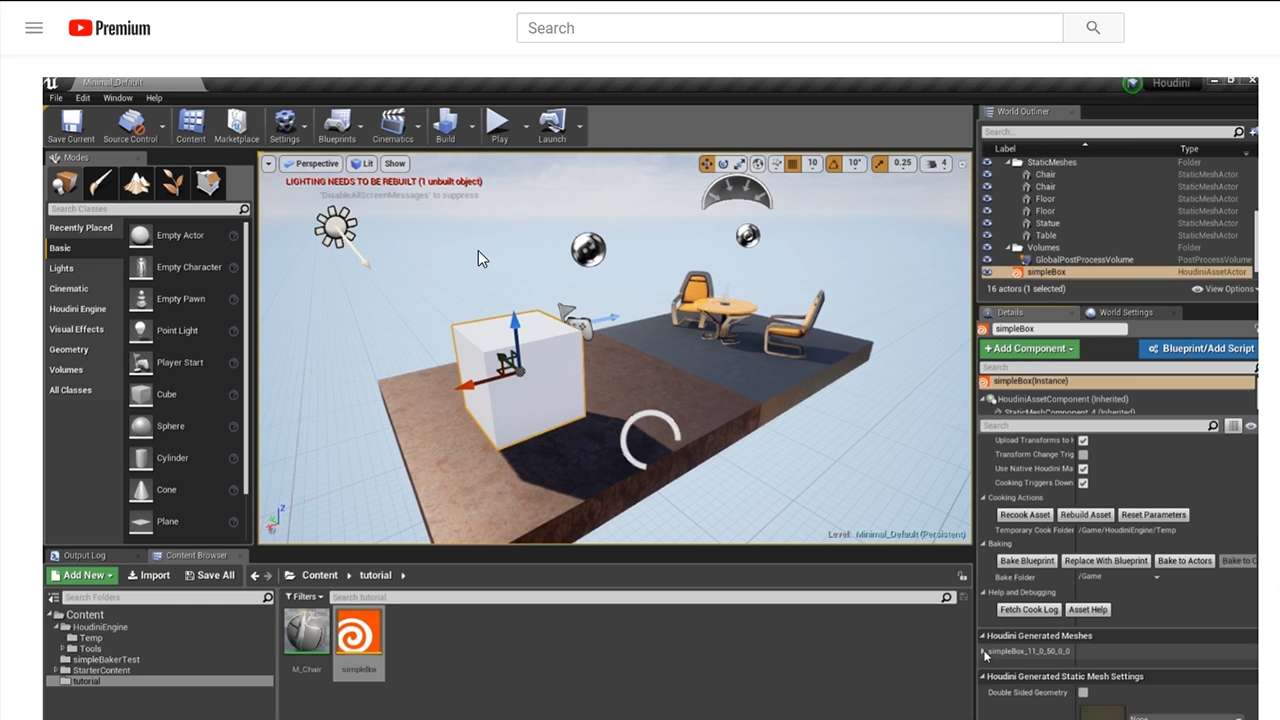 Premium
Search
Minimal_Default
Houdini
File Edit Window Help
Save Current Source Control Content Marketplace Settings Blueprints Cinematics Build Play Launch
Modes
Search Classes
Recently Placed
Basic
Lights
Cinematic
Houdini Engine
Visual Effects
Geometry
Volumes
All Classes
Empty Actor
Empty Character
Empty Pawn
Point Light
Player Start
Cube
Sphere
Cylinder
Cone
Plane
Perspective Lit Show 10 10° 0.25 4
LIGHTING NEEDS TO BE REBUILT (1 unbuilt object)
'DisableAllScreenMessages' to suppress
Z
Level: Minimal_Default (Persistent)
World Outliner
Search...
Label Type
StaticMeshes Folder
Chair StaticMeshActor
Chair StaticMeshActor
Floor StaticMeshActor
Floor StaticMeshActor
Statue StaticMeshActor
Table StaticMeshActor
Volumes Folder
GlobalPostProcessVolume PostProcessVolume
simpleBox HoudiniAssetActor
16 actors (1 selected) View Options
Details World Settings
simpleBox
+Add Component Blueprint/Add Script
Search
simpleBox(Instance)
HoudiniAssetComponent (Inherited)
StaticMeshComponent_4 (Inherited)
Search
Upload Transforms to H
Transform Change Trig
Use Native Houdini Ma
Cooking Triggers Down
Cooking Actions
Recook Asset Rebuild Asset Reset Parameters
Temporary Cook Folder /Game/HoudiniEngine/Temp
Baking
Bake Blueprint Replace With Blueprint Bake to Actors Bake to
Bake Folder /Game
Help and Debugging
Fetch Cook Log Asset Help
Houdini Generated Meshes
simpleBox_11_0_50_0_0
Houdini Generated Static Mesh Settings
Double Sided Geometry
None
Output Log Content Browser
Add New Import Save All Content tutorial
Search Folders
Filters Search tutorial
Content
HoudiniEngine
Temp
Tools
simpleBakerTest
StarterContent
tutorial
M_Chair
simpleBox